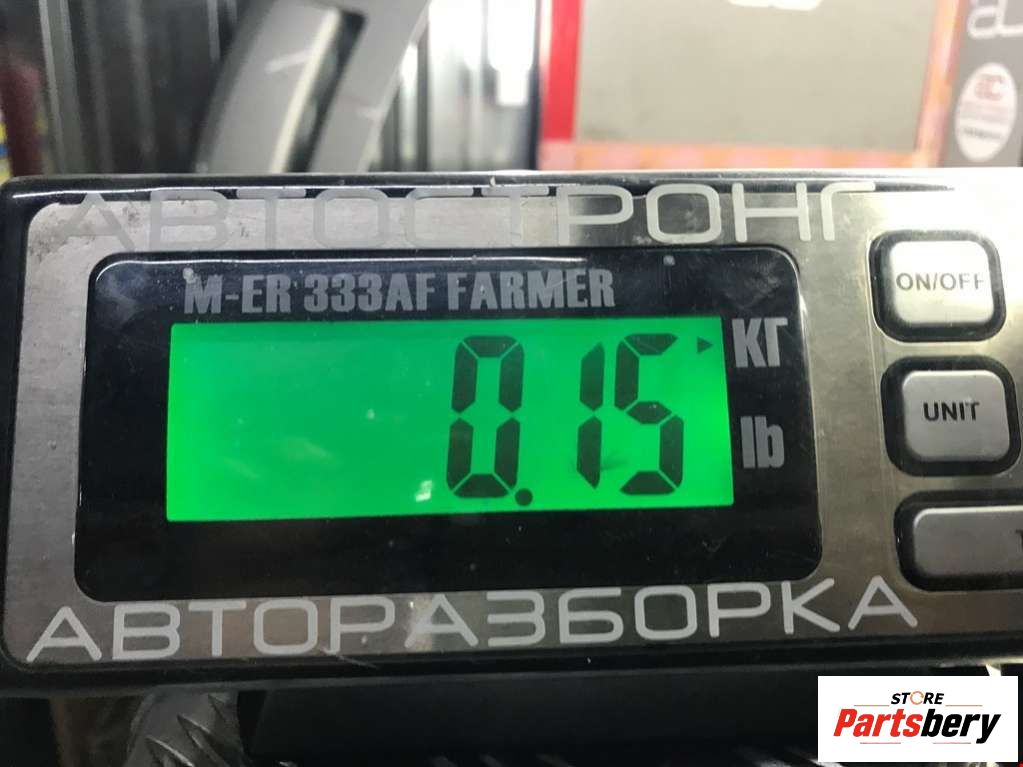 АВТОСТРОНГ
M-ER 333AF FARMER
0.15
КГ
lb
ON/OFF
UNIT
АВТОРАЗБОРКА
STORE
Partsbery